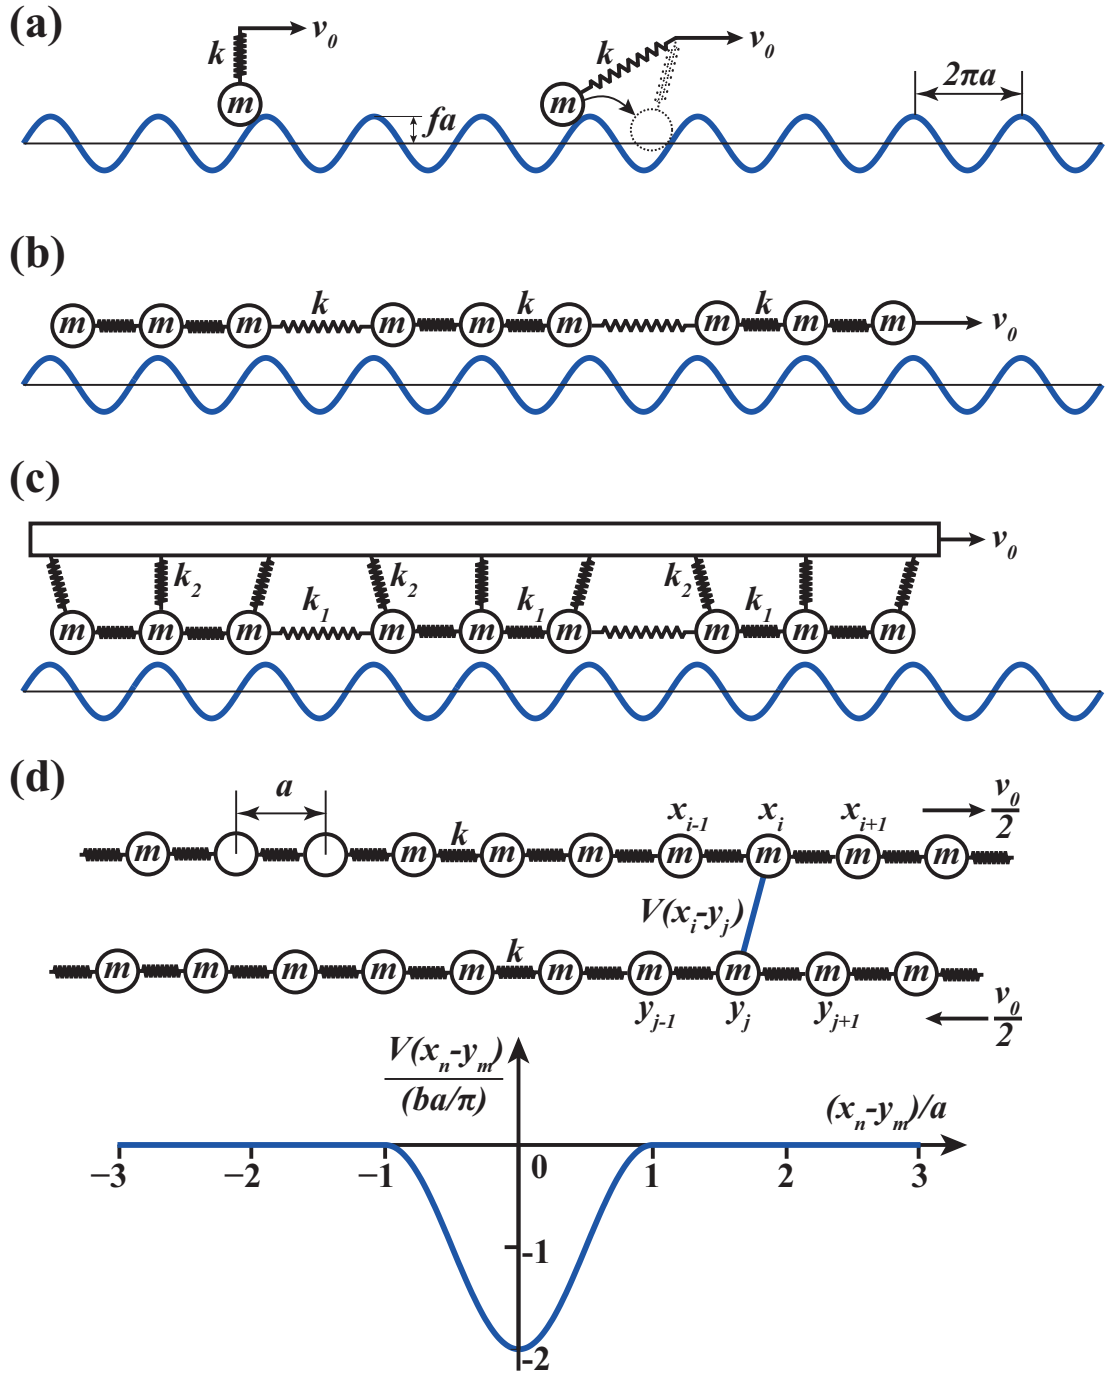 (a)
k v₀ k v₀ 2πa
m m fa
(b)
k k k
m m m m m m m m m v₀
(c)
v₀
k₂ k₂ k₂
k₁ k₁ k₁
m m m m m m m m m
(d)
a xᵢ₋₁ xᵢ xᵢ₊₁ v₀/2
k
m m m m m m m m
V(xᵢ-yⱼ)
k
m m m m m m m m m m
yⱼ₋₁ yⱼ yⱼ₊₁ v₀/2
V(xₙ-yₘ)
(ba/π)
(xₙ-yₘ)/a
−3 −2 −1 0 1 2 3
-1
-2